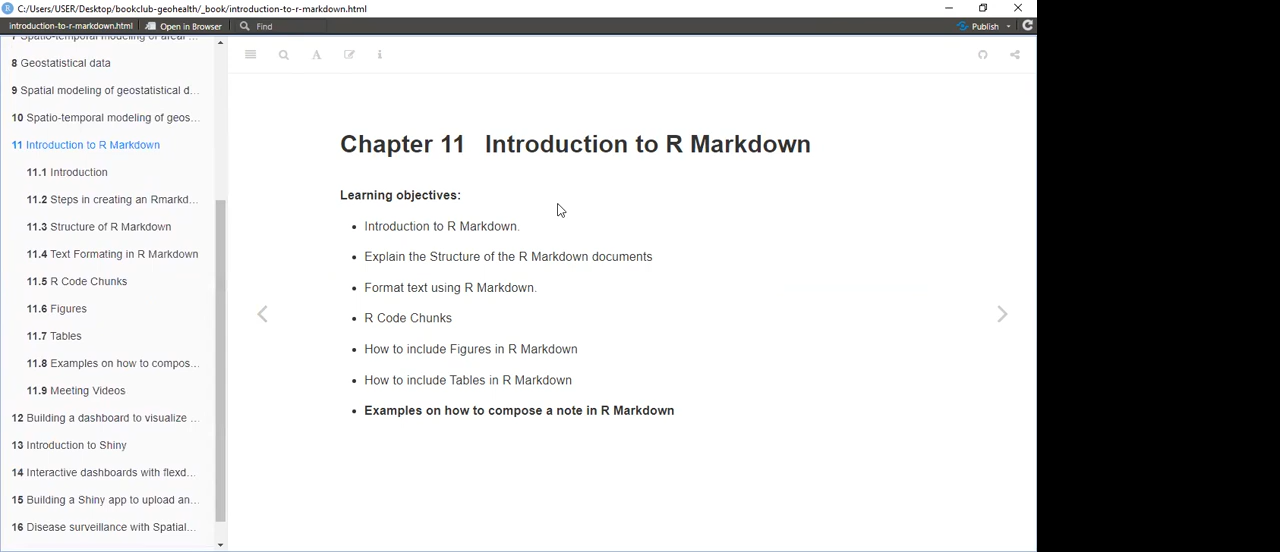 C:/Users/USER/Desktop/bookclub-geohealth/_book/introduction-to-r-markdown.html
introduction-to-r-markdown.html Open in Browser Find Publish
7 Spatio-temporal modeling of areal ...
8 Geostatistical data
9 Spatial modeling of geostatistical d...
10 Spatio-temporal modeling of geos...
11 Introduction to R Markdown
11.1 Introduction
11.2 Steps in creating an Rmarkd...
11.3 Structure of R Markdown
11.4 Text Formating in R Markdown
11.5 R Code Chunks
11.6 Figures
11.7 Tables
11.8 Examples on how to compos...
11.9 Meeting Videos
12 Building a dashboard to visualize ...
13 Introduction to Shiny
14 Interactive dashboards with flexd...
15 Building a Shiny app to upload an...
16 Disease surveillance with Spatial...
Chapter 11 Introduction to R Markdown
Learning objectives:
• Introduction to R Markdown.
• Explain the Structure of the R Markdown documents
• Format text using R Markdown.
• R Code Chunks
• How to include Figures in R Markdown
• How to include Tables in R Markdown
• Examples on how to compose a note in R Markdown